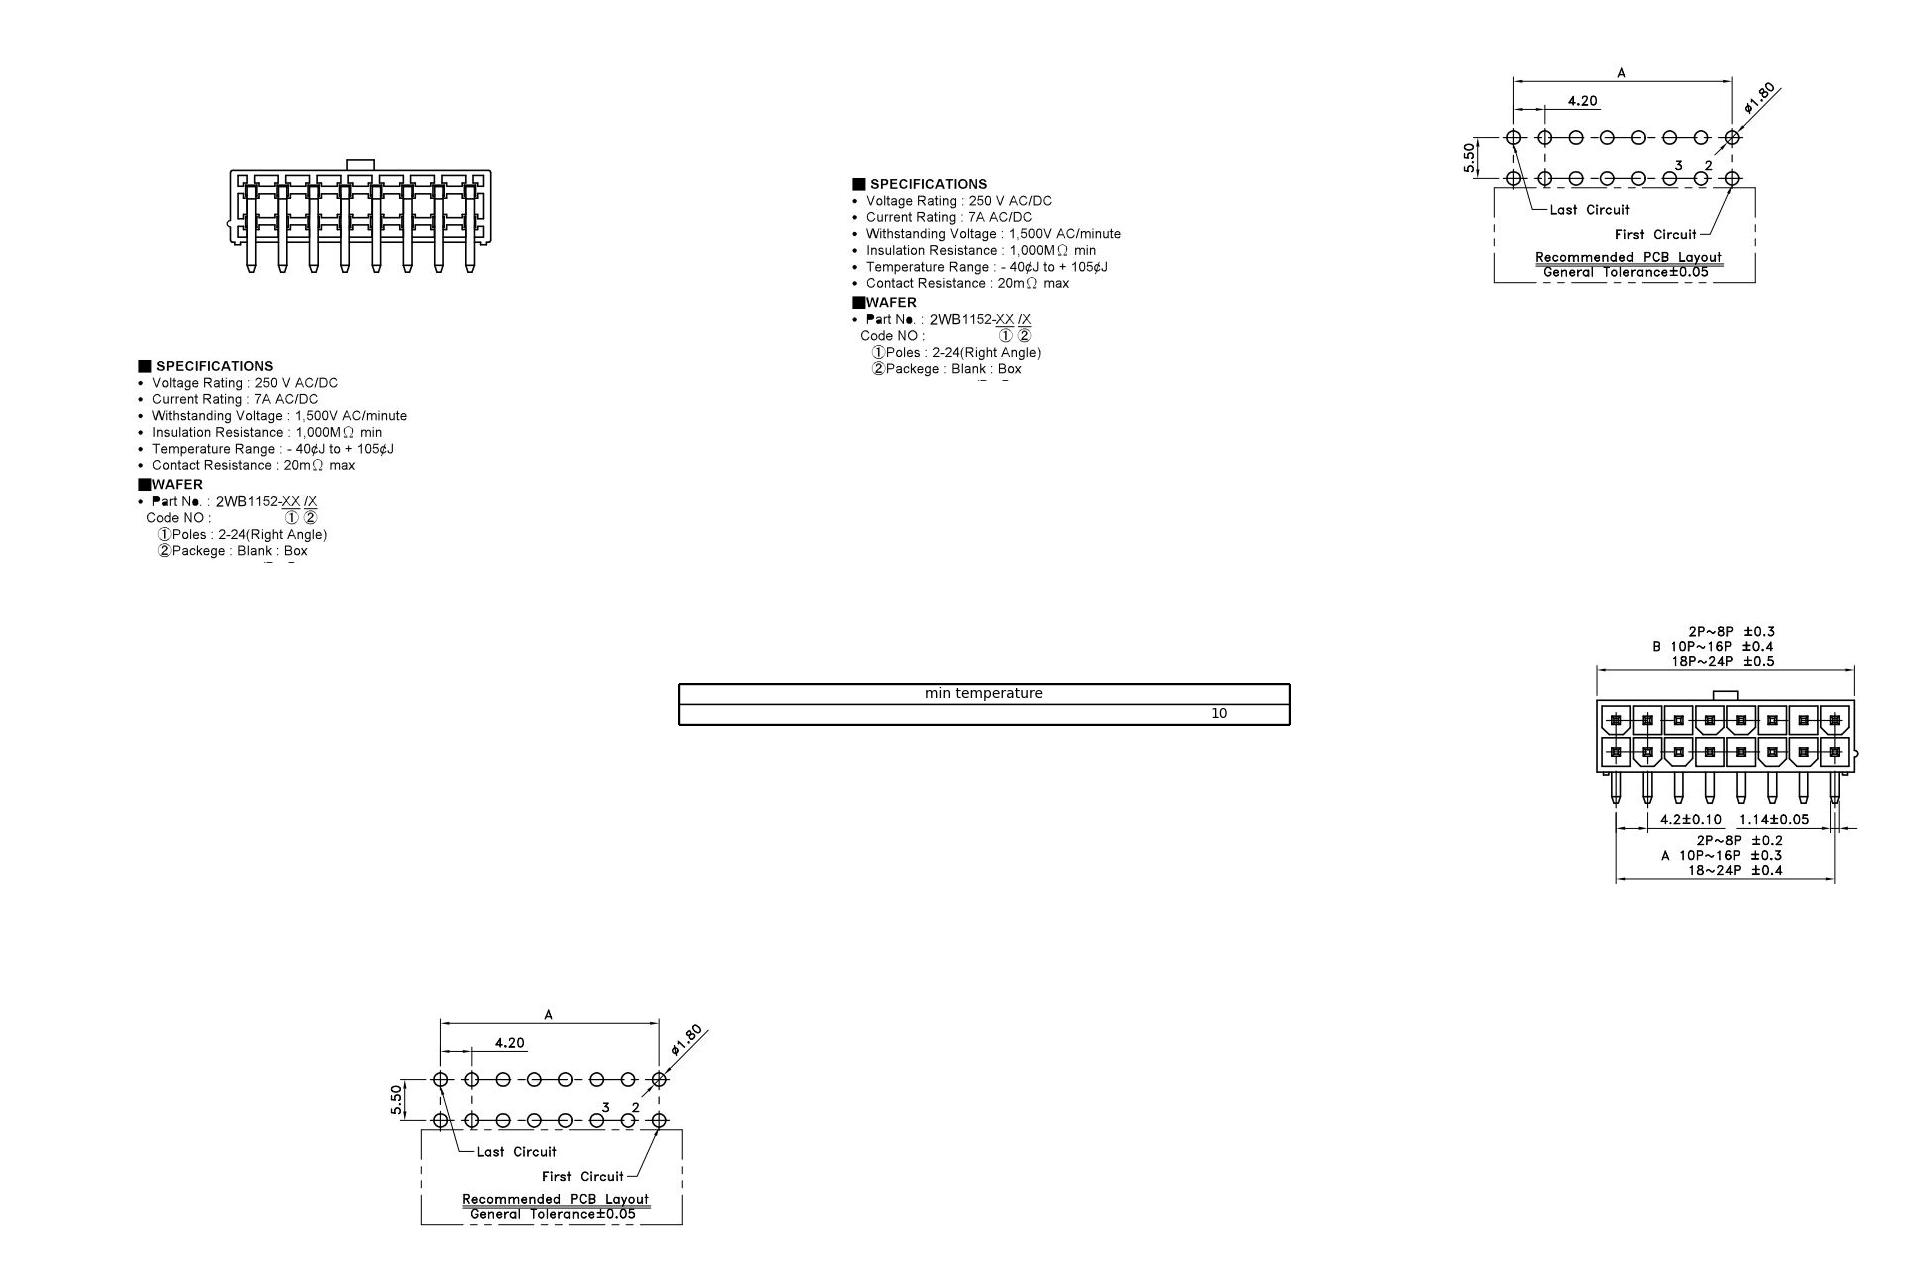 A
4.20
ø1.80
5.50
3 2
Last Circuit
First Circuit
Recommended PCB Layout
General Tolerance±0.05
■ SPECIFICATIONS
• Voltage Rating : 250 V AC/DC
• Current Rating : 7A AC/DC
• Withstanding Voltage : 1,500V AC/minute
• Insulation Resistance : 1,000MΩ min
• Temperature Range : - 40¢J to + 105¢J
• Contact Resistance : 20mΩ max
■WAFER
• Part No. : 2WB1152-XX /X
Code NO : ① ②
①Poles : 2-24(Right Angle)
②Packege : Blank : Box
■ SPECIFICATIONS
• Voltage Rating : 250 V AC/DC
• Current Rating : 7A AC/DC
• Withstanding Voltage : 1,500V AC/minute
• Insulation Resistance : 1,000MΩ min
• Temperature Range : - 40¢J to + 105¢J
• Contact Resistance : 20mΩ max
■WAFER
• Part No. : 2WB1152-XX /X
Code NO : ① ②
①Poles : 2-24(Right Angle)
②Packege : Blank : Box
min temperature
10
2P~8P ±0.3
B 10P~16P ±0.4
18P~24P ±0.5
4.2±0.10 1.14±0.05
2P~8P ±0.2
A 10P~16P ±0.3
18~24P ±0.4
A
4.20
ø1.80
5.50
3 2
Last Circuit
First Circuit
Recommended PCB Layout
General Tolerance±0.05